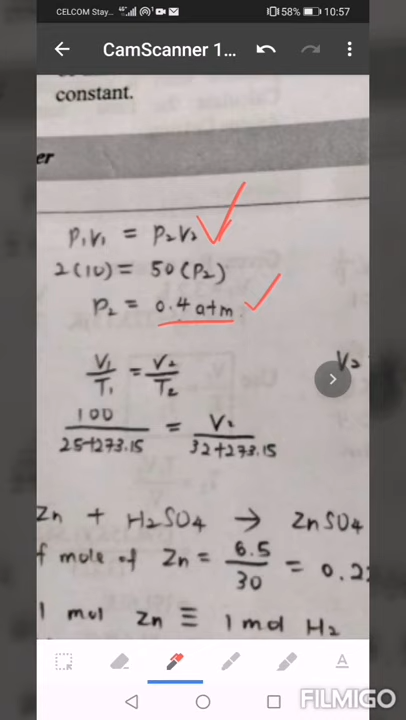 CELCOM Stay... 4G 58% 10:57
CamScanner 1...
constant.
er
P₁V₁ = P₂V₂
2(10) = 50(P₂)
P₂ = 0.4 atm
V₁/T₁ = V₂/T₂
V₂
100/25+273.15 = V₂/32+273.15
Zn + H₂SO₄ → ZnSO₄
f mole of Zn = 6.5/30 = 0.2
1 mol Zn ≡ 1 mol H₂
A
FILMIGO